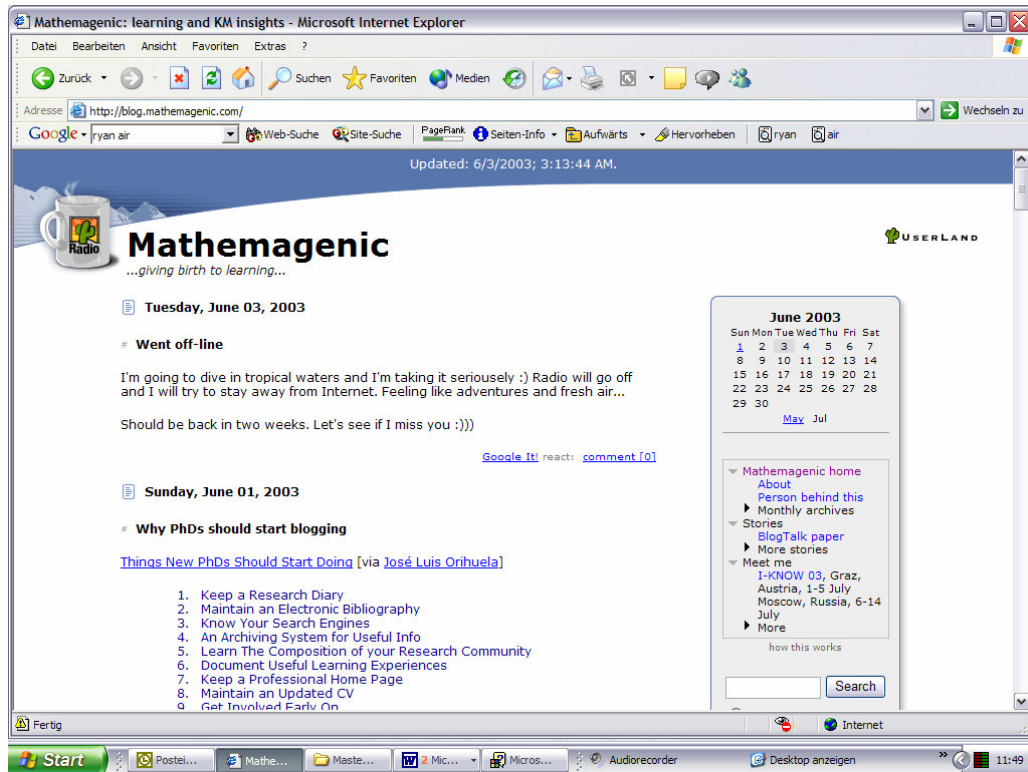 Mathemagenic: learning and KM insights - Microsoft Internet Explorer
Datei Bearbeiten Ansicht Favoriten Extras ?
Zurück Suchen Favoriten Medien
Adresse http://blog.mathemagenic.com/ Wechseln zu
Google ryan air Web-Suche Site-Suche PageRank Seiten-Info Aufwärts Hervorheben ryan air
Updated: 6/3/2003; 3:13:44 AM.
Radio
Mathemagenic
...giving birth to learning...
USERLAND
Tuesday, June 03, 2003
# Went off-line
I'm going to dive in tropical waters and I'm taking it seriousely :) Radio will go off
and I will try to stay away from Internet. Feeling like adventures and fresh air...
Should be back in two weeks. Let's see if I miss you :)))
Google It! react: comment [0]
Sunday, June 01, 2003
# Why PhDs should start blogging
Things New PhDs Should Start Doing [via José Luis Orihuela]
1. Keep a Research Diary
2. Maintain an Electronic Bibliography
3. Know Your Search Engines
4. An Archiving System for Useful Info
5. Learn The Composition of your Research Community
6. Document Useful Learning Experiences
7. Keep a Professional Home Page
8. Maintain an Updated CV
9 Get Involved Early On
June 2003
Sun Mon Tue Wed Thu Fri Sat
1 2 3 4 5 6 7
8 9 10 11 12 13 14
15 16 17 18 19 20 21
22 23 24 25 26 27 28
29 30
May Jul
Mathemagenic home
About
Person behind this
Monthly archives
Stories
BlogTalk paper
More stories
Meet me
I-KNOW 03, Graz,
Austria, 1-5 July
Moscow, Russia, 6-14
July
More
how this works
Search
Fertig Internet
Start Postei... Mathe... Maste... 2 Mic... Micros... Audiorecorder Desktop anzeigen » 11:49